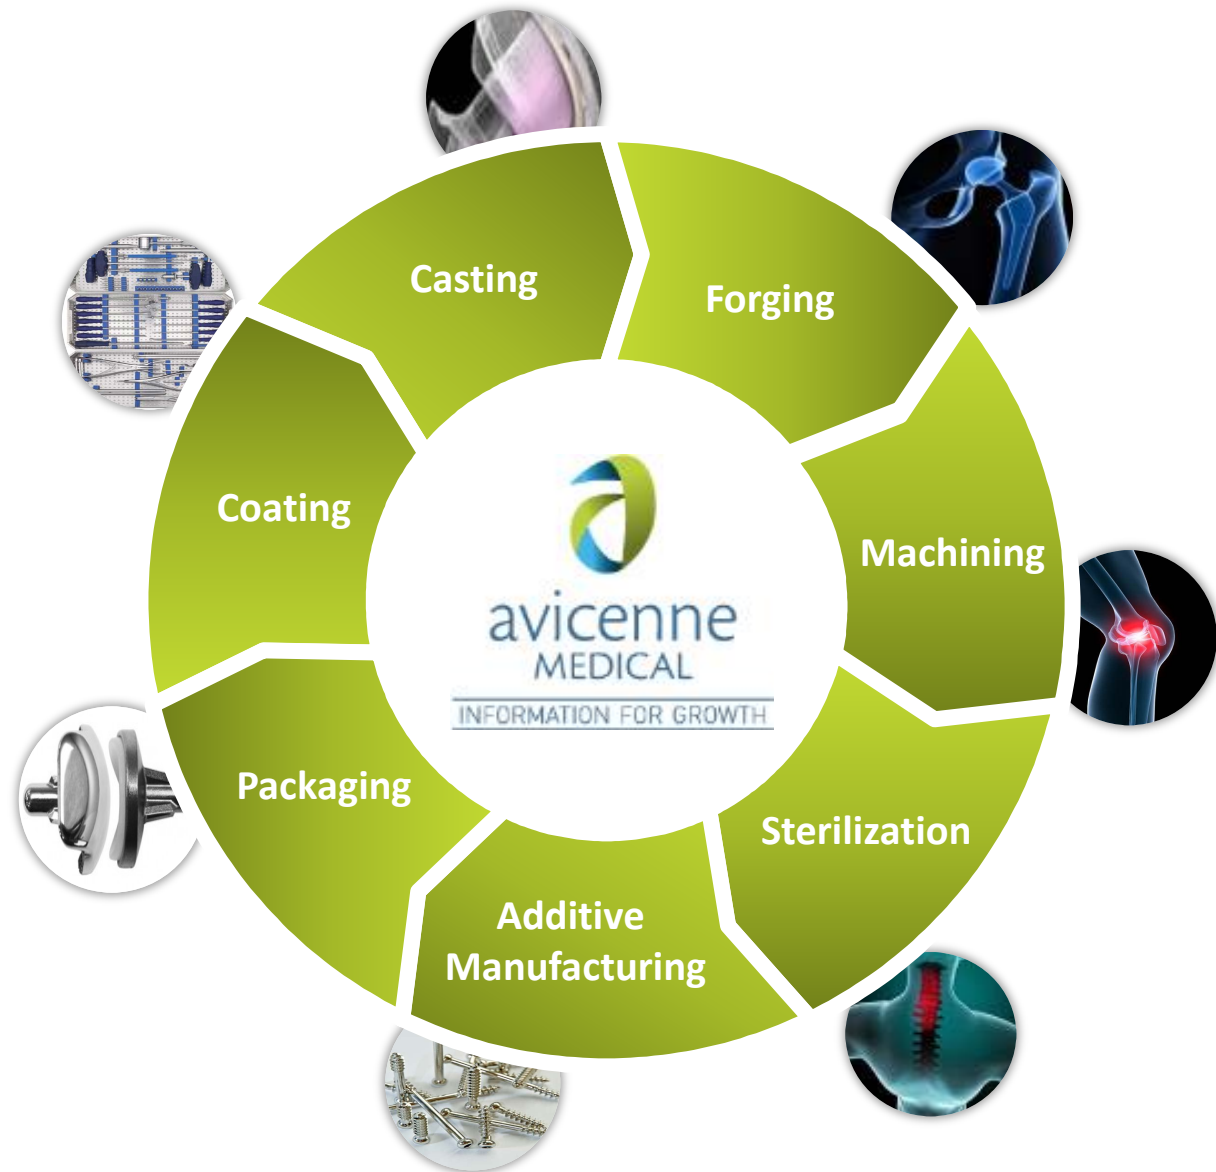 Casting
Forging
Machining
Sterilization
Additive
Manufacturing
Packaging
Coating
avicenne
MEDICAL
INFORMATION FOR GROWTH